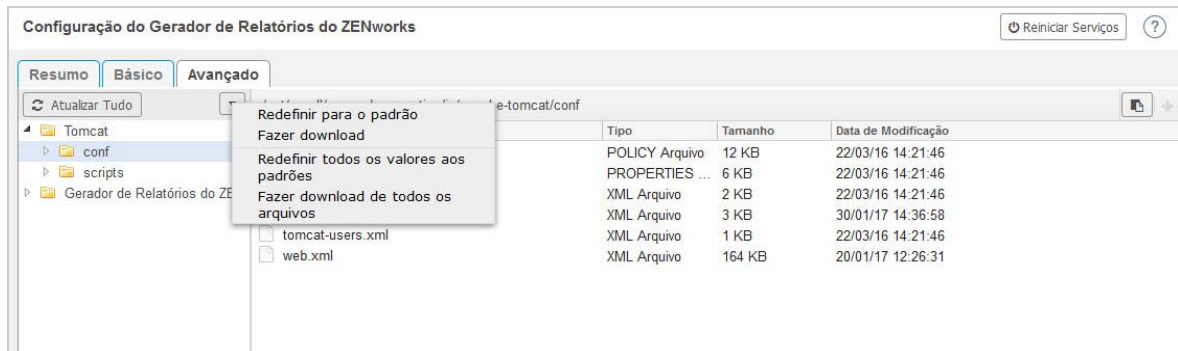 Configuração do Gerador de Relatórios do ZENworks
Reiniciar Serviços
?
Resumo Básico Avançado
Atualizar Tudo
e-tomcat/conf
Redefinir para o padrão
Fazer download
Redefinir todos os valores aos
padrões
Fazer download de todos os
arquivos
Tomcat
conf
scripts
Gerador de Relatórios do
Tipo Tamanho Data de Modificação
POLICY Arquivo 12 KB 22/03/16 14:21:46
PROPERTIES ... 6 KB 22/03/16 14:21:46
XML Arquivo 2 KB 22/03/16 14:21:46
XML Arquivo 3 KB 30/01/17 14:36:58
tomcat-users.xml XML Arquivo 1 KB 22/03/16 14:21:46
web.xml XML Arquivo 164 KB 20/01/17 12:26:31